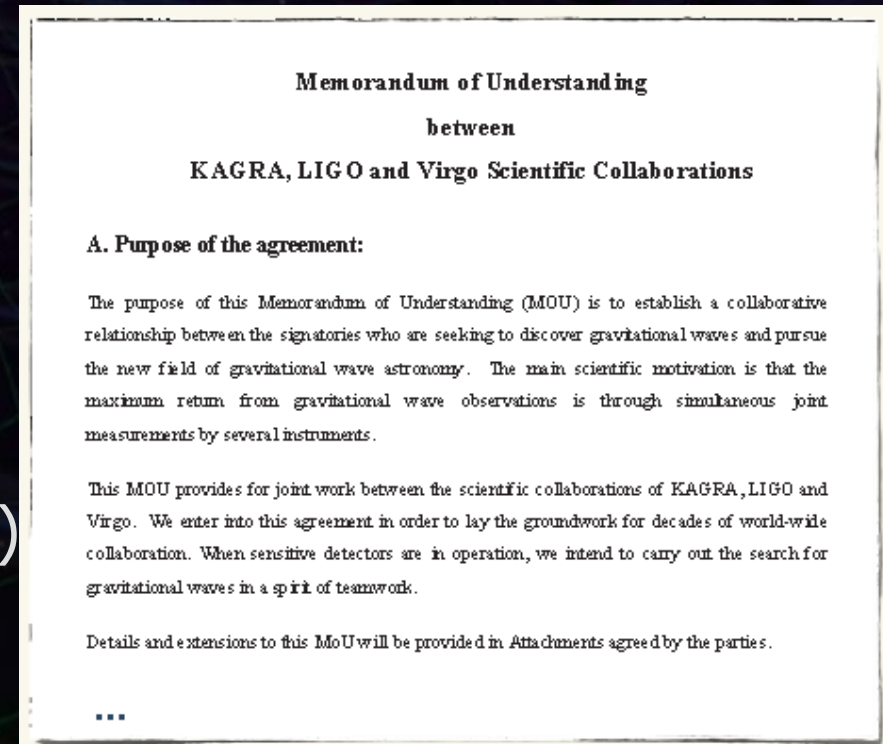 Memorandum of Understanding
between
KAGRA, LIGO and Virgo Scientific Collaborations
A. Purpose of the agreement:
The purpose of this Memorandum of Understanding (MOU) is to establish a collaborative
relationship between the signatories who are seeking to discover gravitational waves and pursue
the new field of gravitational wave astronomy. The main scientific motivation is that the
maximum return from gravitational wave observations is through simultaneous joint
measurements by several instruments.
This MOU provides for joint work between the scientific collaborations of KAGRA, LIGO and
)
Virgo. We enter into this agreement in order to lay the groundwork for decades of world-wide
collaboration. When sensitive detectors are in operation, we intend to carry out the search for
gravitational waves in a spirit of teamwork.
Details and extensions to this MoU will be provided in Attachments agreed by the parties.
...